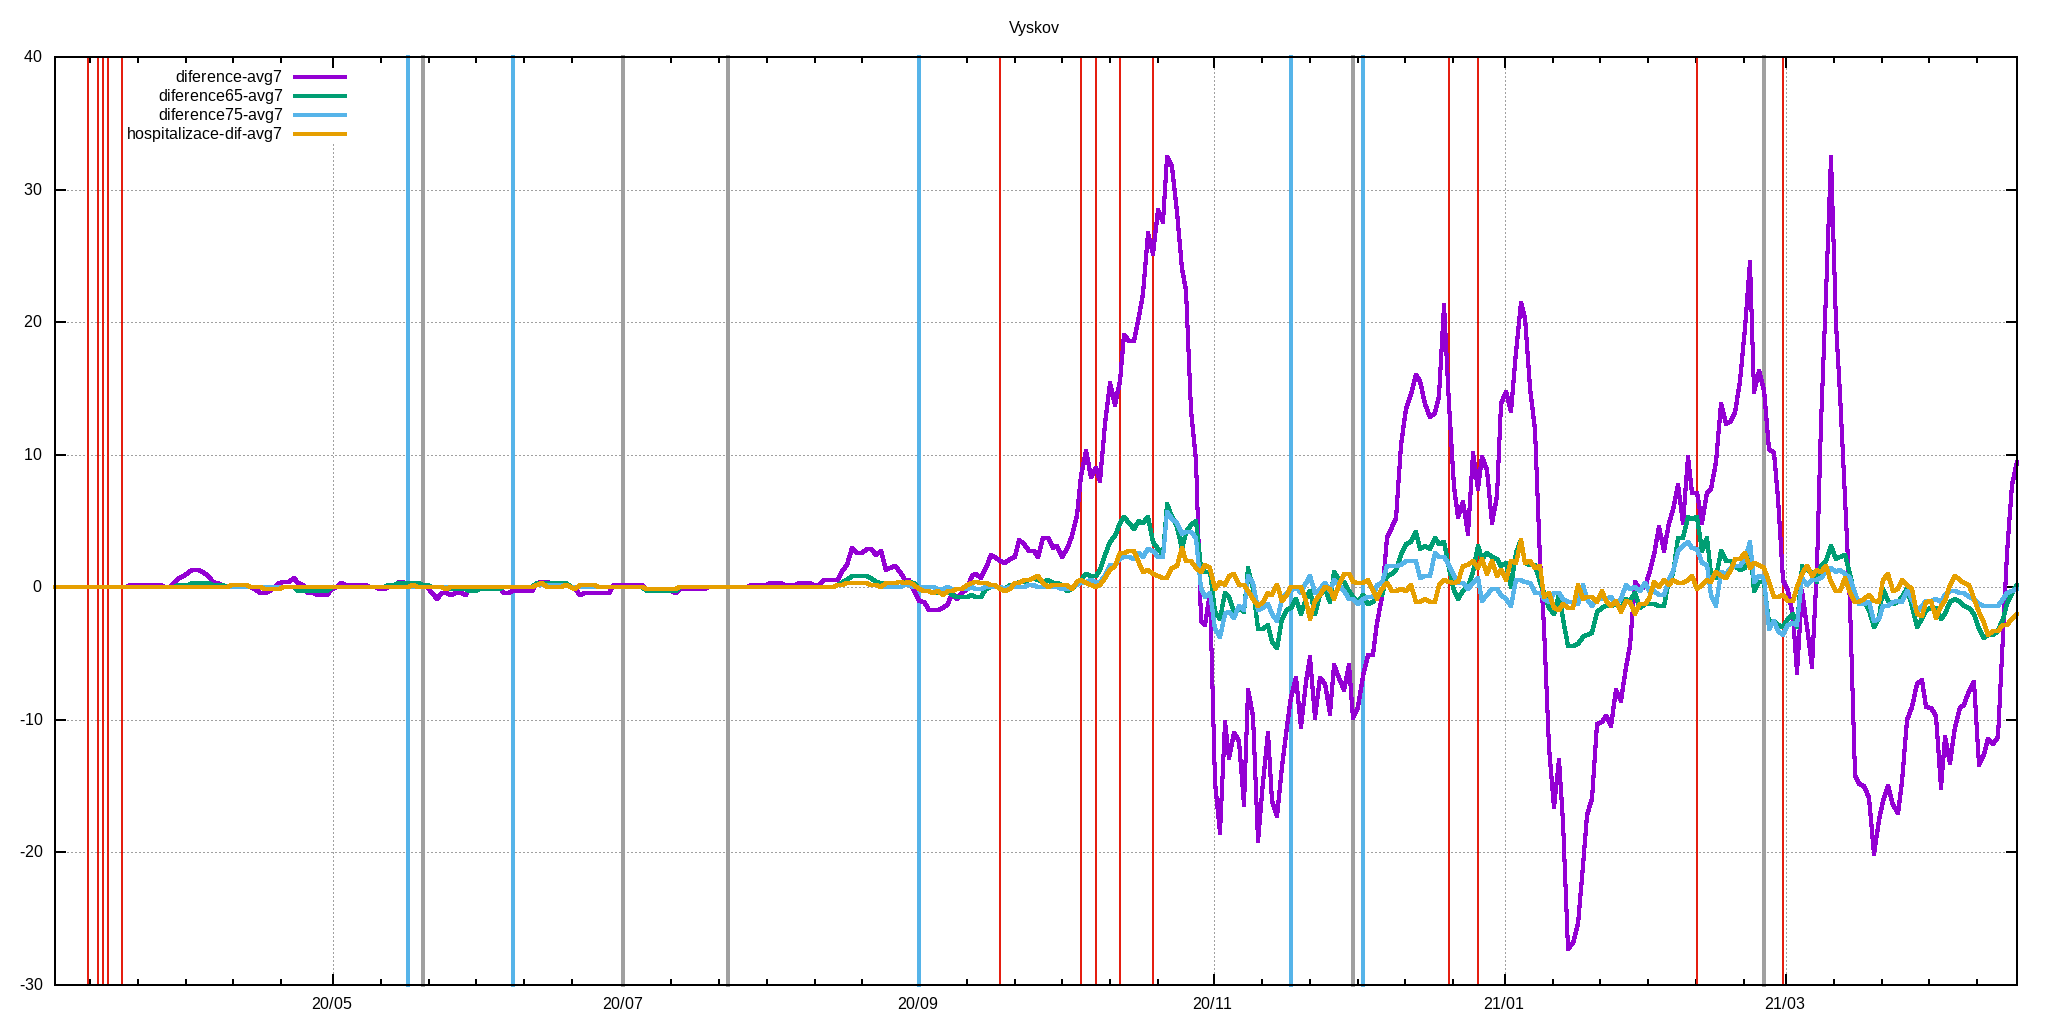 Vyskov
40
diference-avg7
diference65-avg7
diference75-avg7
hospitalizace-dif-avg7
30
20
10
0
-10
-20
-30
20/05 20/07 20/09 20/11 21/01 21/03